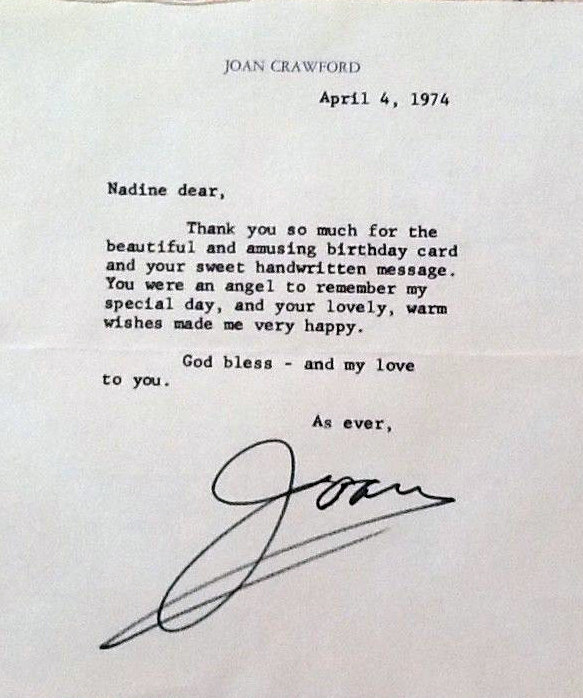 JOAN CRAWFORD
April 4, 1974
Nadine dear,
Thank you so much for the
beautiful and amusing birthday card
and your sweet handwritten message.
You were an angel to remember my
special day, and your lovely, warm
wishes made me very happy.
God bless - and my love
to you.
As ever,
Joan